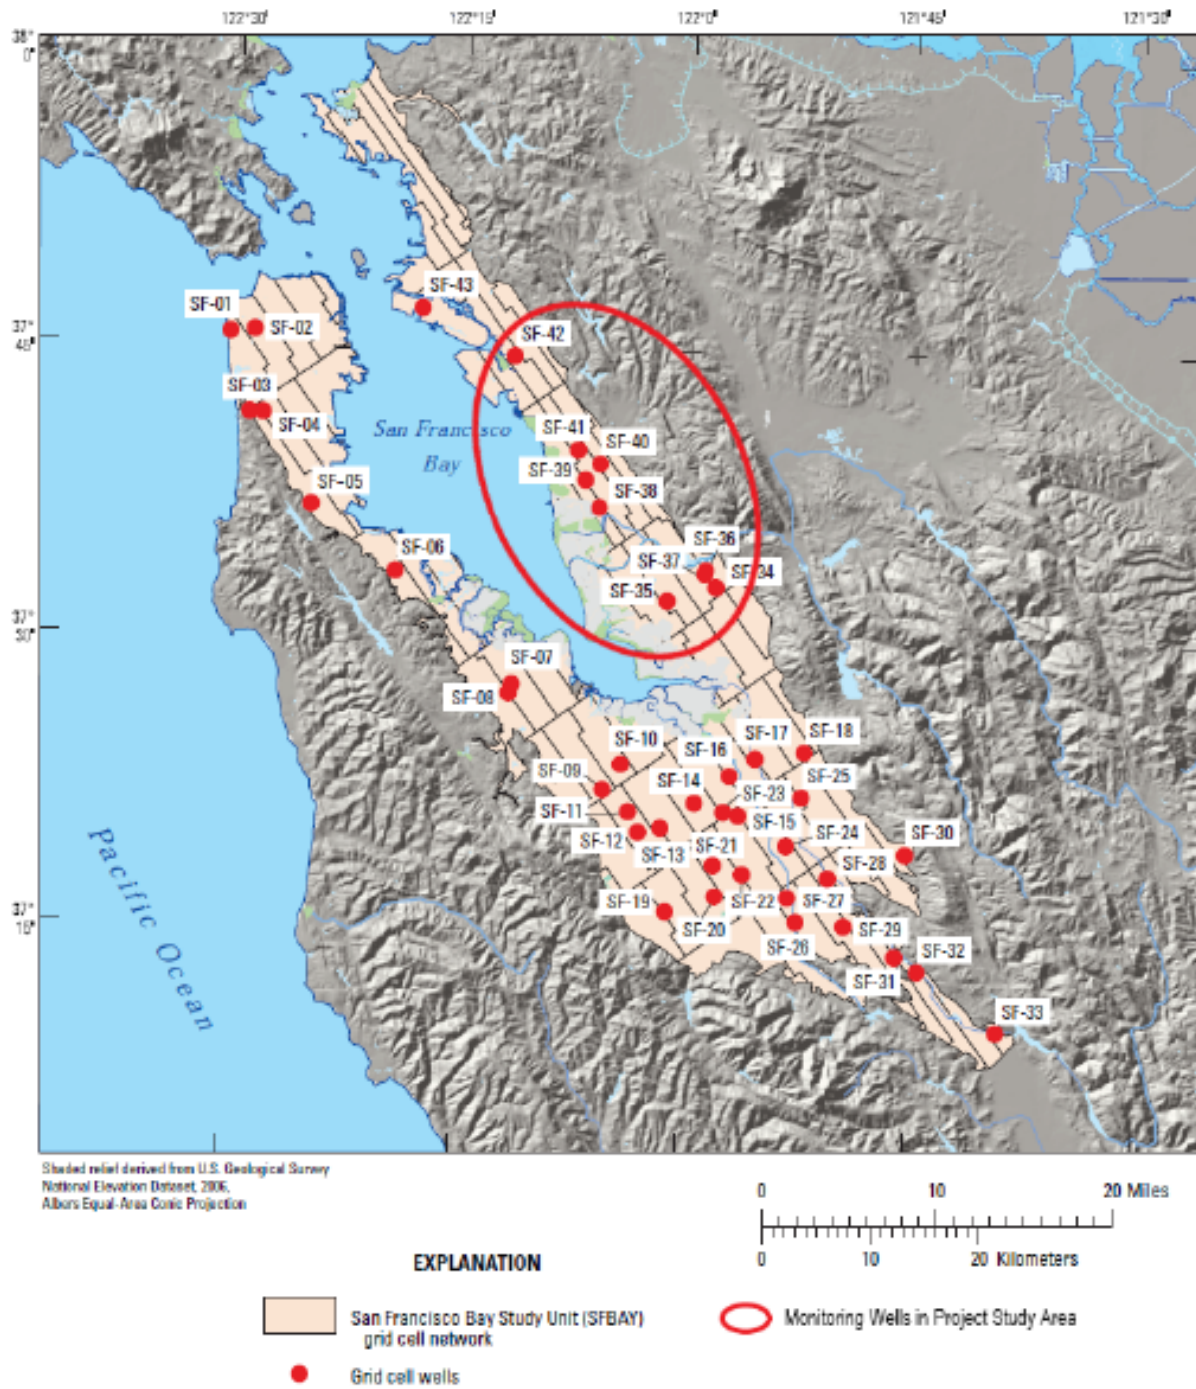 122°30'
122°15'
122°0'
121°45'
121°30'
38°
0'
SF-43
SF-01
SF-02
SF-42
37°
45'
SF-03
SF-04
San Francisco
Bay
SF-41
SF-40
SF-39
SF-38
SF-05
SF-06
SF-36
SF-37
SF-34
SF-35
37°
30'
SF-07
SF-08
SF-10
SF-16
SF-17
SF-18
SF-09
SF-14
SF-25
SF-23
SF-11
SF-15
SF-24
SF-30
SF-12
SF-13
SF-21
SF-28
SF-19
SF-22
SF-27
SF-20
SF-29
SF-26
SF-32
SF-31
SF-33
37°
15'
Pacific Ocean
Shaded relief derived from U.S. Geological Survey
National Elevation Dataset, 2006,
Albers Equal-Area Conic Projection
0 10 20 Miles
0 10 20 Kilometers
EXPLANATION
San Francisco Bay Study Unit (SFBAY)
grid cell network
Monitoring Wells in Project Study Area
Grid cell wells